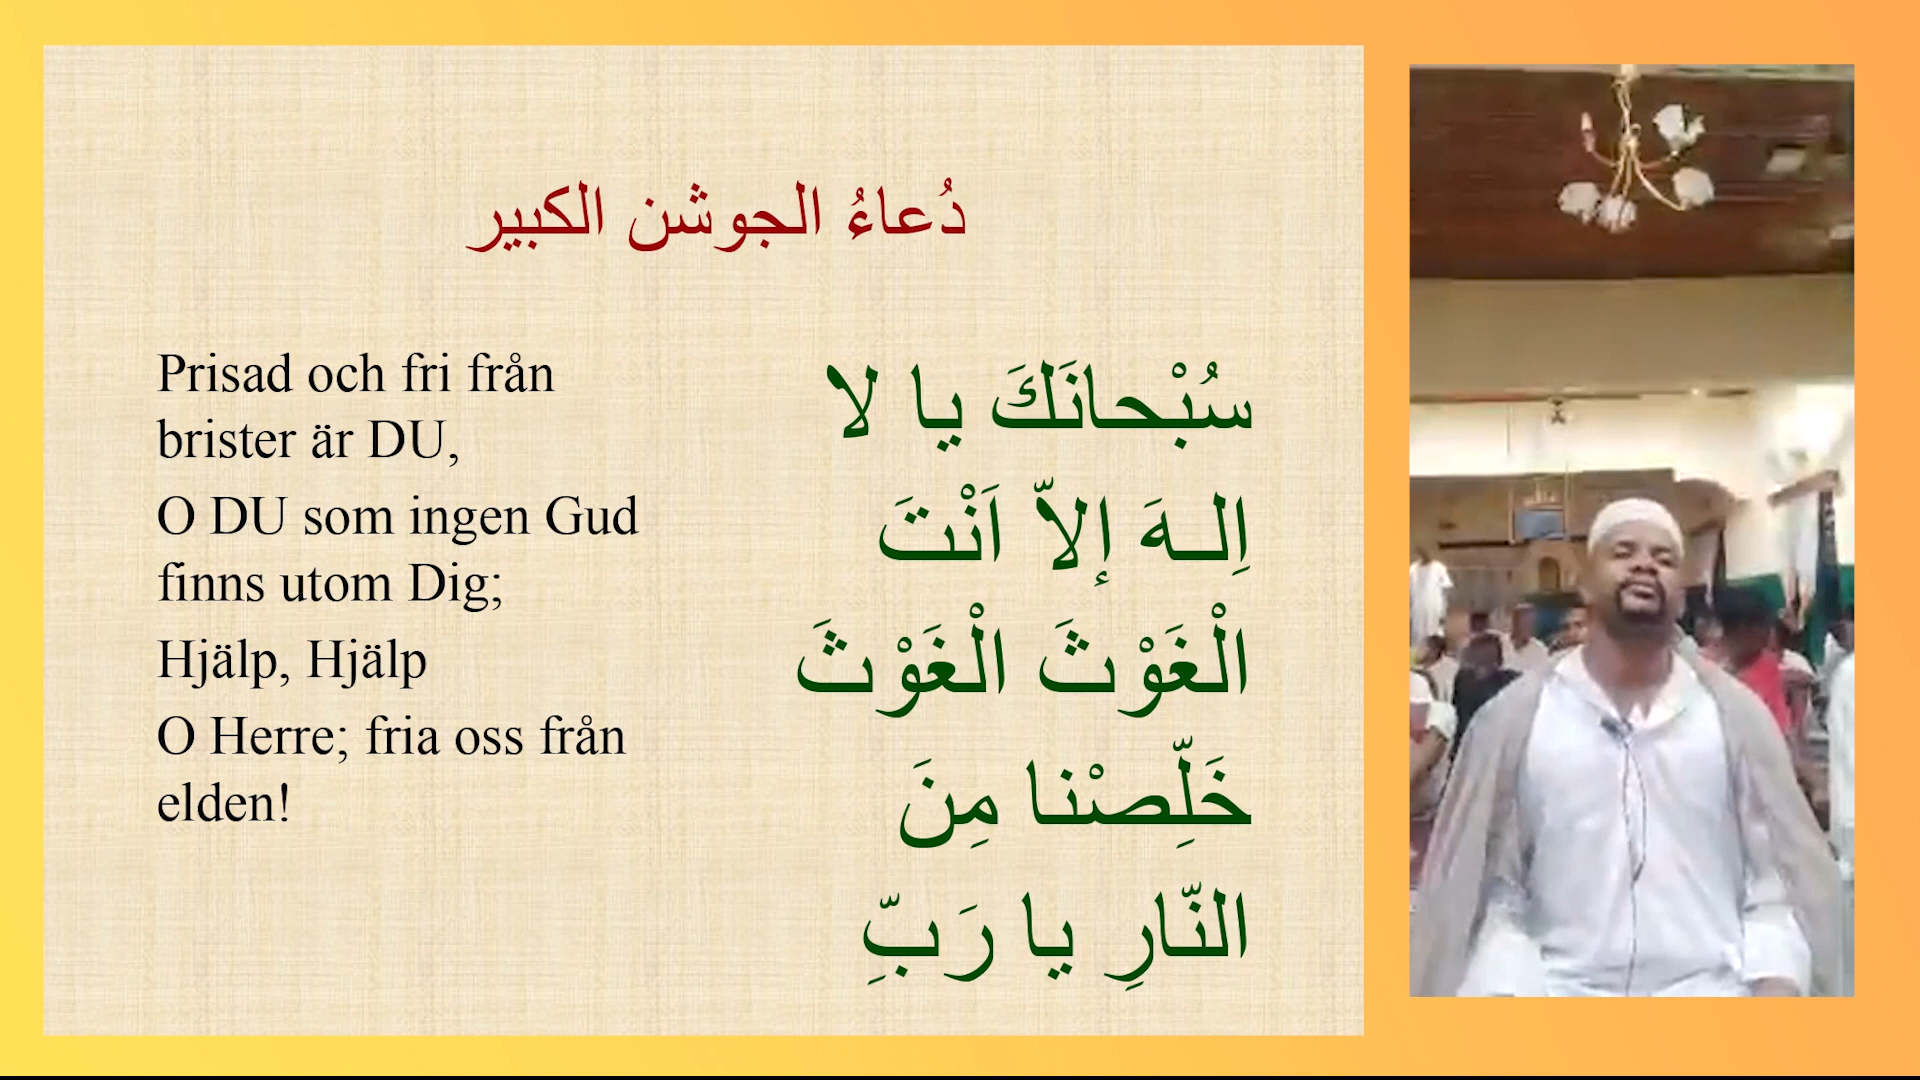 دُعاءُ الجوشن الكبير
Prisad och fri från
brister är DU,
O DU som ingen Gud
finns utom Dig;
Hjälp, Hjälp
O Herre; fria oss från
elden!
سُبْحانَكَ يا لا
اِلـهَ إلاّ اَنْتَ
الْغَوْثَ الْغَوْثَ
خَلِّصْنا مِنَ
النّارِ يا رَبِّ